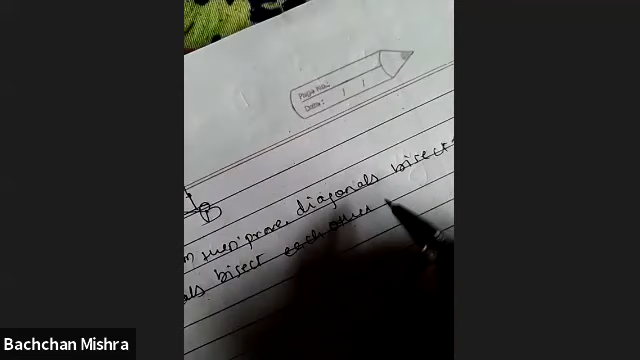 Page No.:
Date: / /
B
m then prove diagonals bisect
als bisect each other
Bachchan Mishra